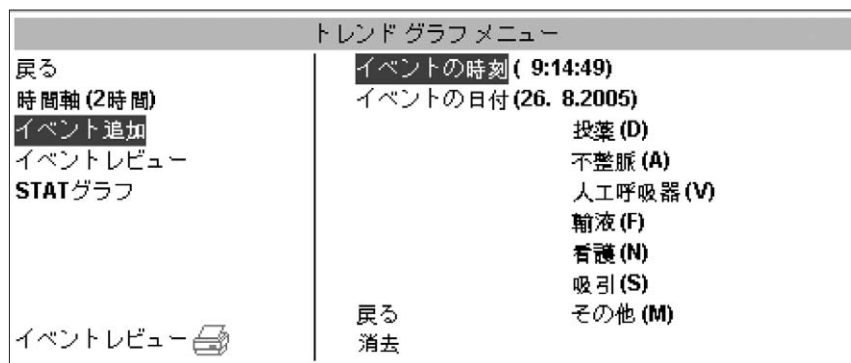 トレンド グラフ メニュー
戻る
時間軸 (2時間)
イベント追加
イベントレビュー
STATグラフ
イベントレビュー
イベントの時刻 ( 9:14:49)
イベントの日付 (26. 8.2005)
投薬 (D)
不整脈 (A)
人工呼吸器 (V)
輸液 (F)
看護 (N)
吸引 (S)
その他 (M)
戻る
消去